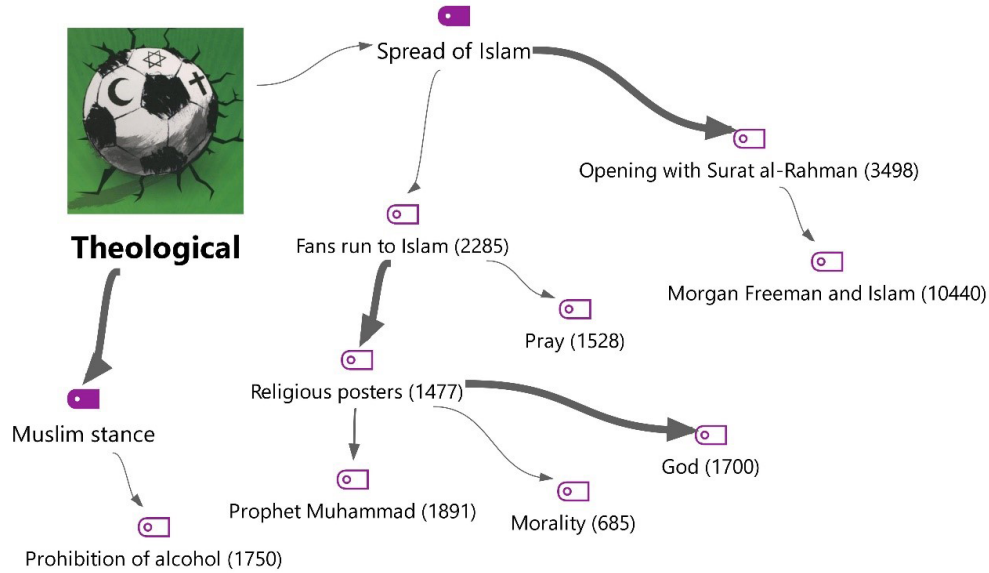 Spread of Islam
Opening with Surat al-Rahman (3498)
Theological
Fans run to Islam (2285)
Morgan Freeman and Islam (10440)
Pray (1528)
Religious posters (1477)
Muslim stance
God (1700)
Prophet Muhammad (1891)
Morality (685)
Prohibition of alcohol (1750)